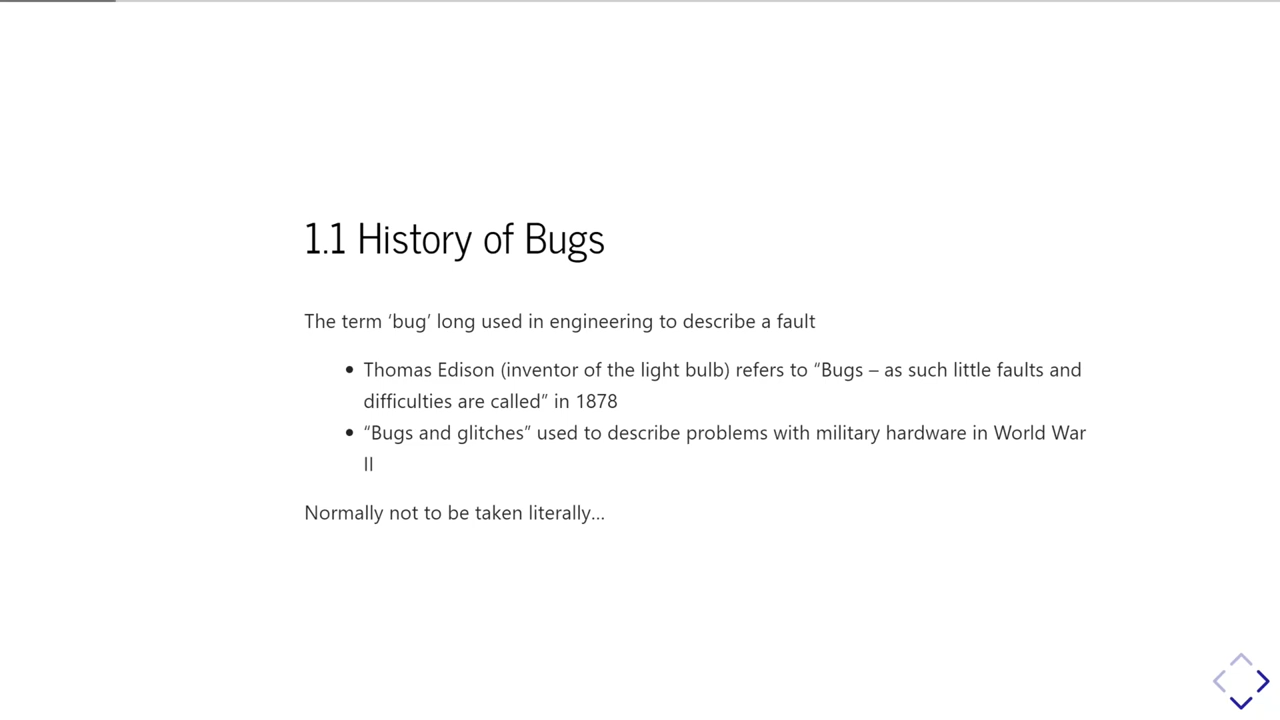 1.1 History of Bugs
The term ‘bug’ long used in engineering to describe a fault
• Thomas Edison (inventor of the light bulb) refers to “Bugs – as such little faults and
difficulties are called” in 1878
• “Bugs and glitches” used to describe problems with military hardware in World War
II
Normally not to be taken literally…